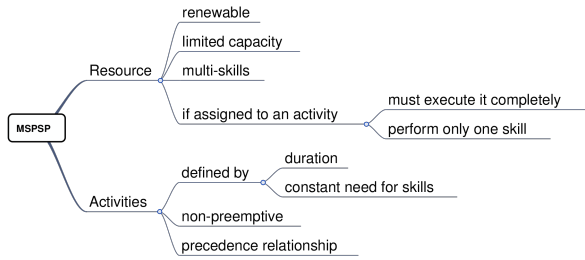 MSPSP
Resource
renewable
limited capacity
multi-skills
if assigned to an activity
must execute it completely
perform only one skill
Activities
defined by
duration
constant need for skills
non-preemptive
precedence relationship